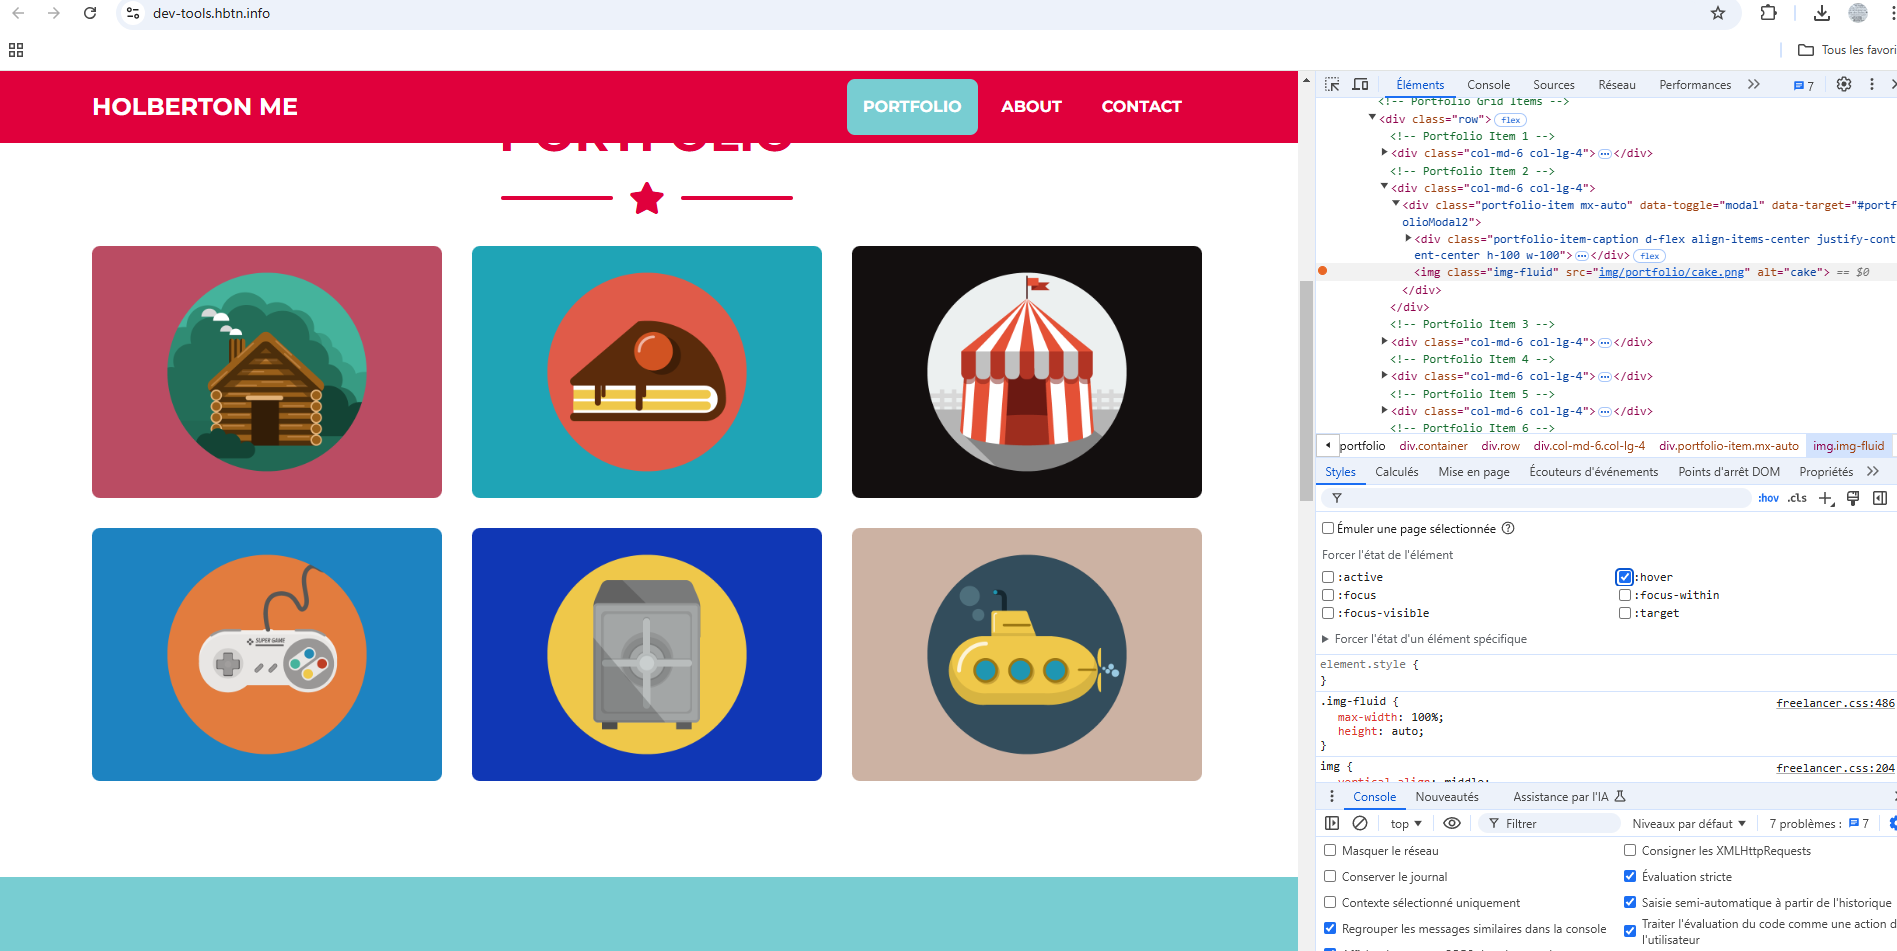 dev-tools.hbtn.info
Tous les favori
HOLBERTON ME
PORTFOLIO
ABOUT
CONTACT
PORTFOLIO
SUPER GAME
Éléments
Console
Sources
Réseau
Performances
7
<!-- Portfolio Grid Items -->
<div class="row"> flex
<!-- Portfolio Item 1 -->
<div class="col-md-6 col-lg-4"> ⋯ </div>
<!-- Portfolio Item 2 -->
<div class="col-md-6 col-lg-4">
<div class="portfolio-item mx-auto" data-toggle="modal" data-target="#portf
olioModal2">
<div class="portfolio-item-caption d-flex align-items-center justify-cont
ent-center h-100 w-100"> ⋯ </div> flex
<img class="img-fluid" src="img/portfolio/cake.png" alt="cake"> == $0
</div>
</div>
<!-- Portfolio Item 3 -->
<div class="col-md-6 col-lg-4"> ⋯ </div>
<!-- Portfolio Item 4 -->
<div class="col-md-6 col-lg-4"> ⋯ </div>
<!-- Portfolio Item 5 -->
<div class="col-md-6 col-lg-4"> ⋯ </div>
<!-- Portfolio Item 6 -->
portfolio
div.container
div.row
div.col-md-6.col-lg-4
div.portfolio-item.mx-auto
img.img-fluid
Styles
Calculés
Mise en page
Écouteurs d'événements
Points d'arrêt DOM
Propriétés
:hov
.cls
Émuler une page sélectionnée
Forcer l'état de l'élément
:active
:hover
:focus
:focus-within
:focus-visible
:target
Forcer l'état d'un élément spécifique
element.style {
}
.img-fluid {
freelancer.css:486
max-width: 100%;
height: auto;
}
img {
freelancer.css:204
vertical-align: middle;
Console
Nouveautés
Assistance par l'IA
top
Filtrer
Niveaux par défaut
7 problèmes :
7
Masquer le réseau
Consigner les XMLHttpRequests
Conserver le journal
Évaluation stricte
Contexte sélectionné uniquement
Saisie semi-automatique à partir de l'historique
Regrouper les messages similaires dans la console
Traiter l'évaluation du code comme une action d
l'utilisateur